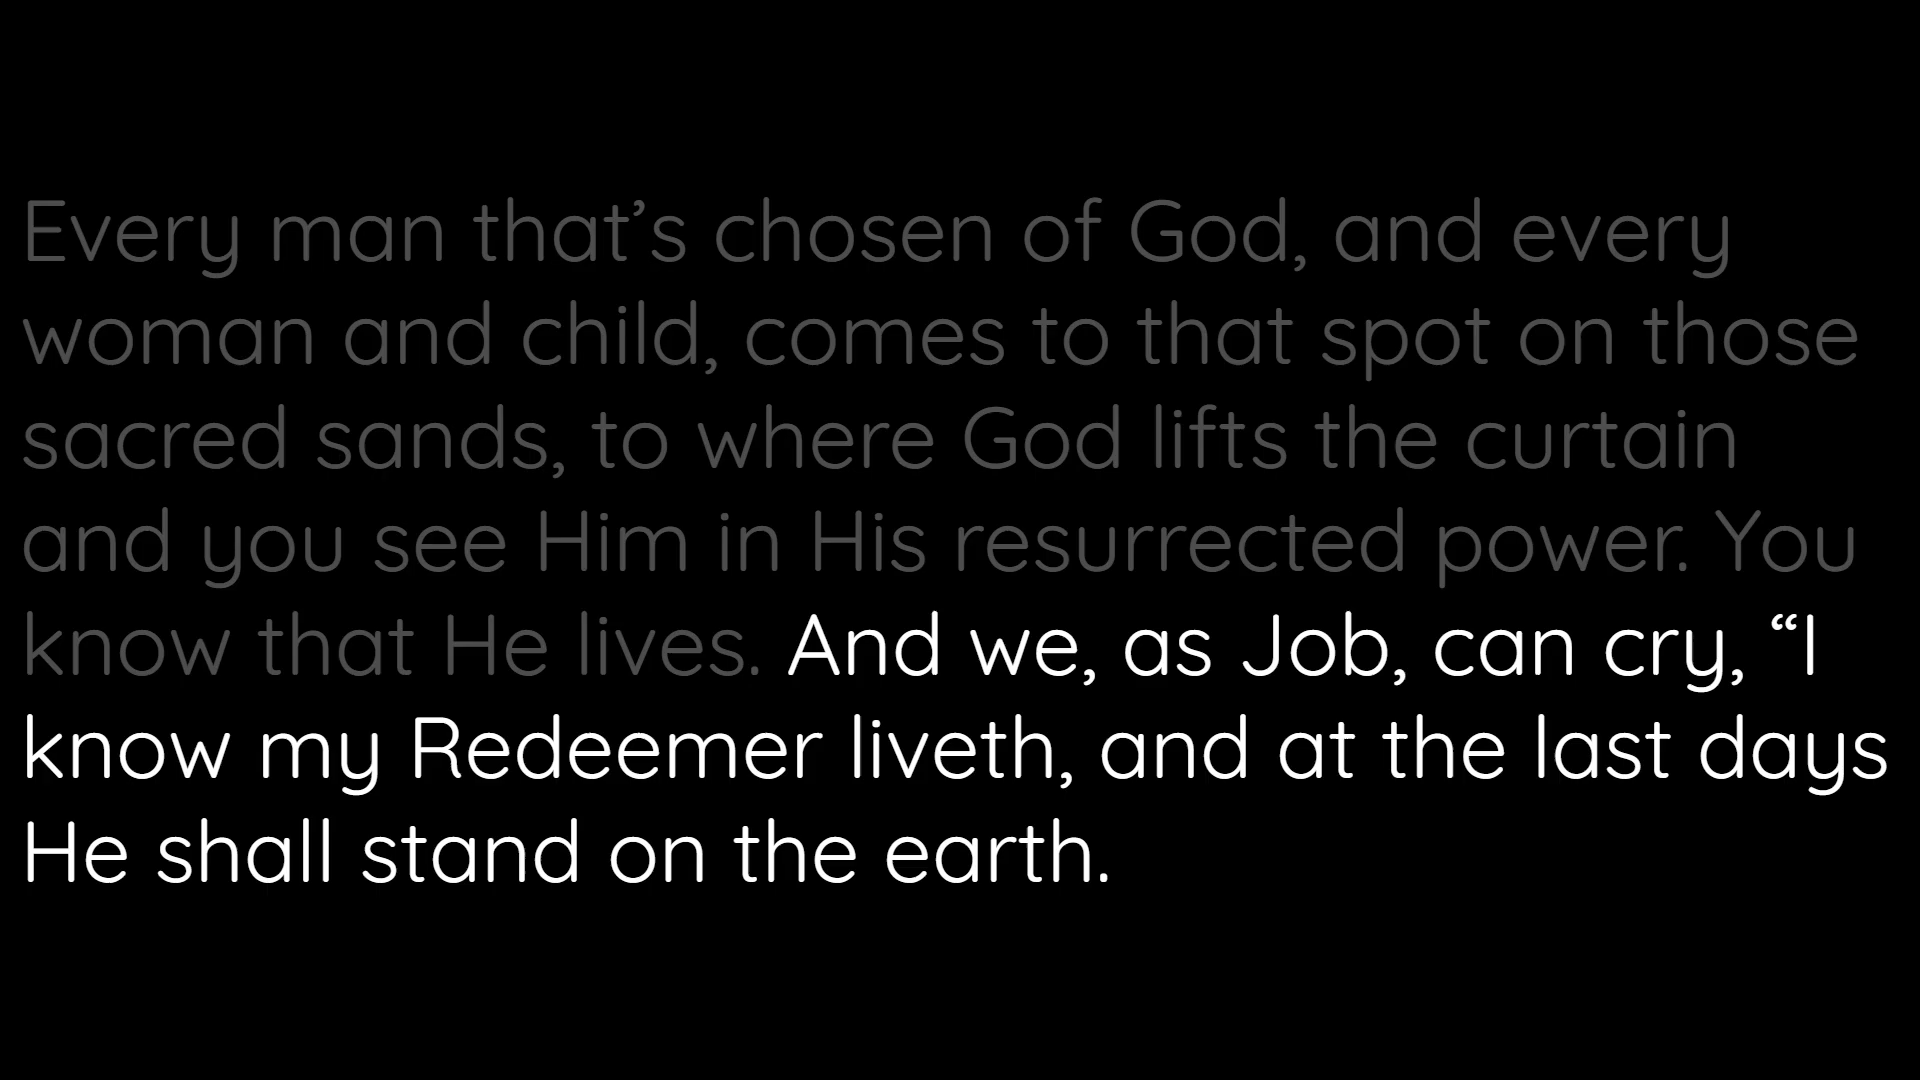 Every man that’s chosen of God, and every
woman and child, comes to that spot on those
sacred sands, to where God lifts the curtain
and you see Him in His resurrected power. You
know that He lives. And we, as Job, can cry, “I
know my Redeemer liveth, and at the last days
He shall stand on the earth.